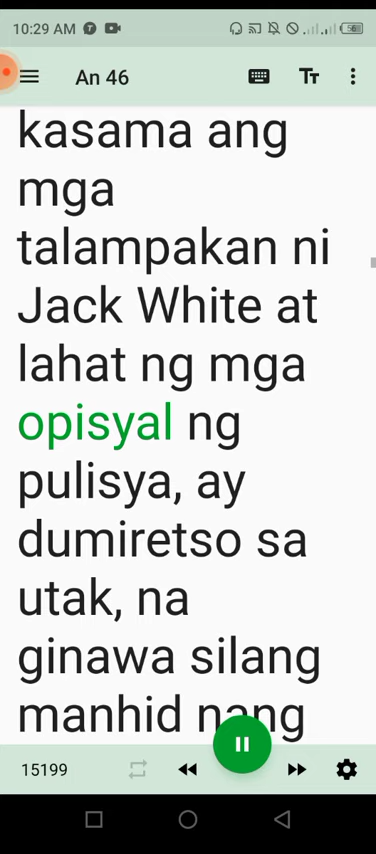 10:29 AM
56
An 46
kasama ang
mga
talampakan ni
Jack White at
lahat ng mga
opisyal ng
pulisya, ay
dumiretso sa
utak, na
ginawa silang
manhid nang
15199